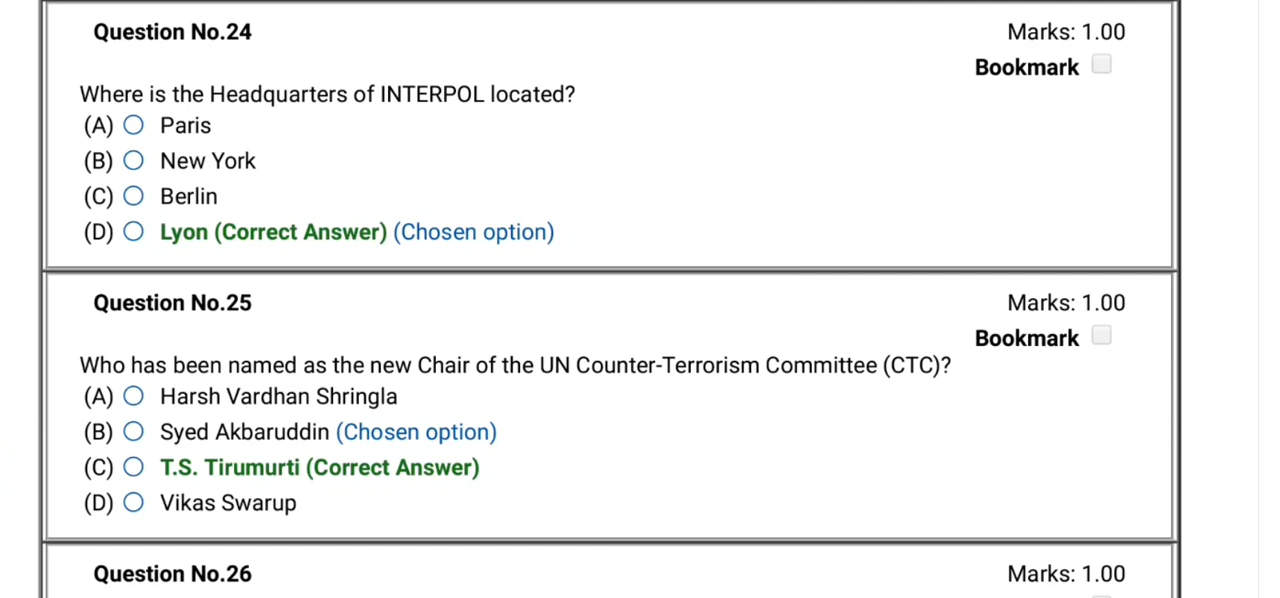 Question No.24 Marks: 1.00
Bookmark
Where is the Headquarters of INTERPOL located?
(A) Paris
(B) New York
(C) Berlin
(D) Lyon (Correct Answer) (Chosen option)
Question No.25 Marks: 1.00
Bookmark
Who has been named as the new Chair of the UN Counter-Terrorism Committee (CTC)?
(A) Harsh Vardhan Shringla
(B) Syed Akbaruddin (Chosen option)
(C) T.S. Tirumurti (Correct Answer)
(D) Vikas Swarup
Question No.26 Marks: 1.00